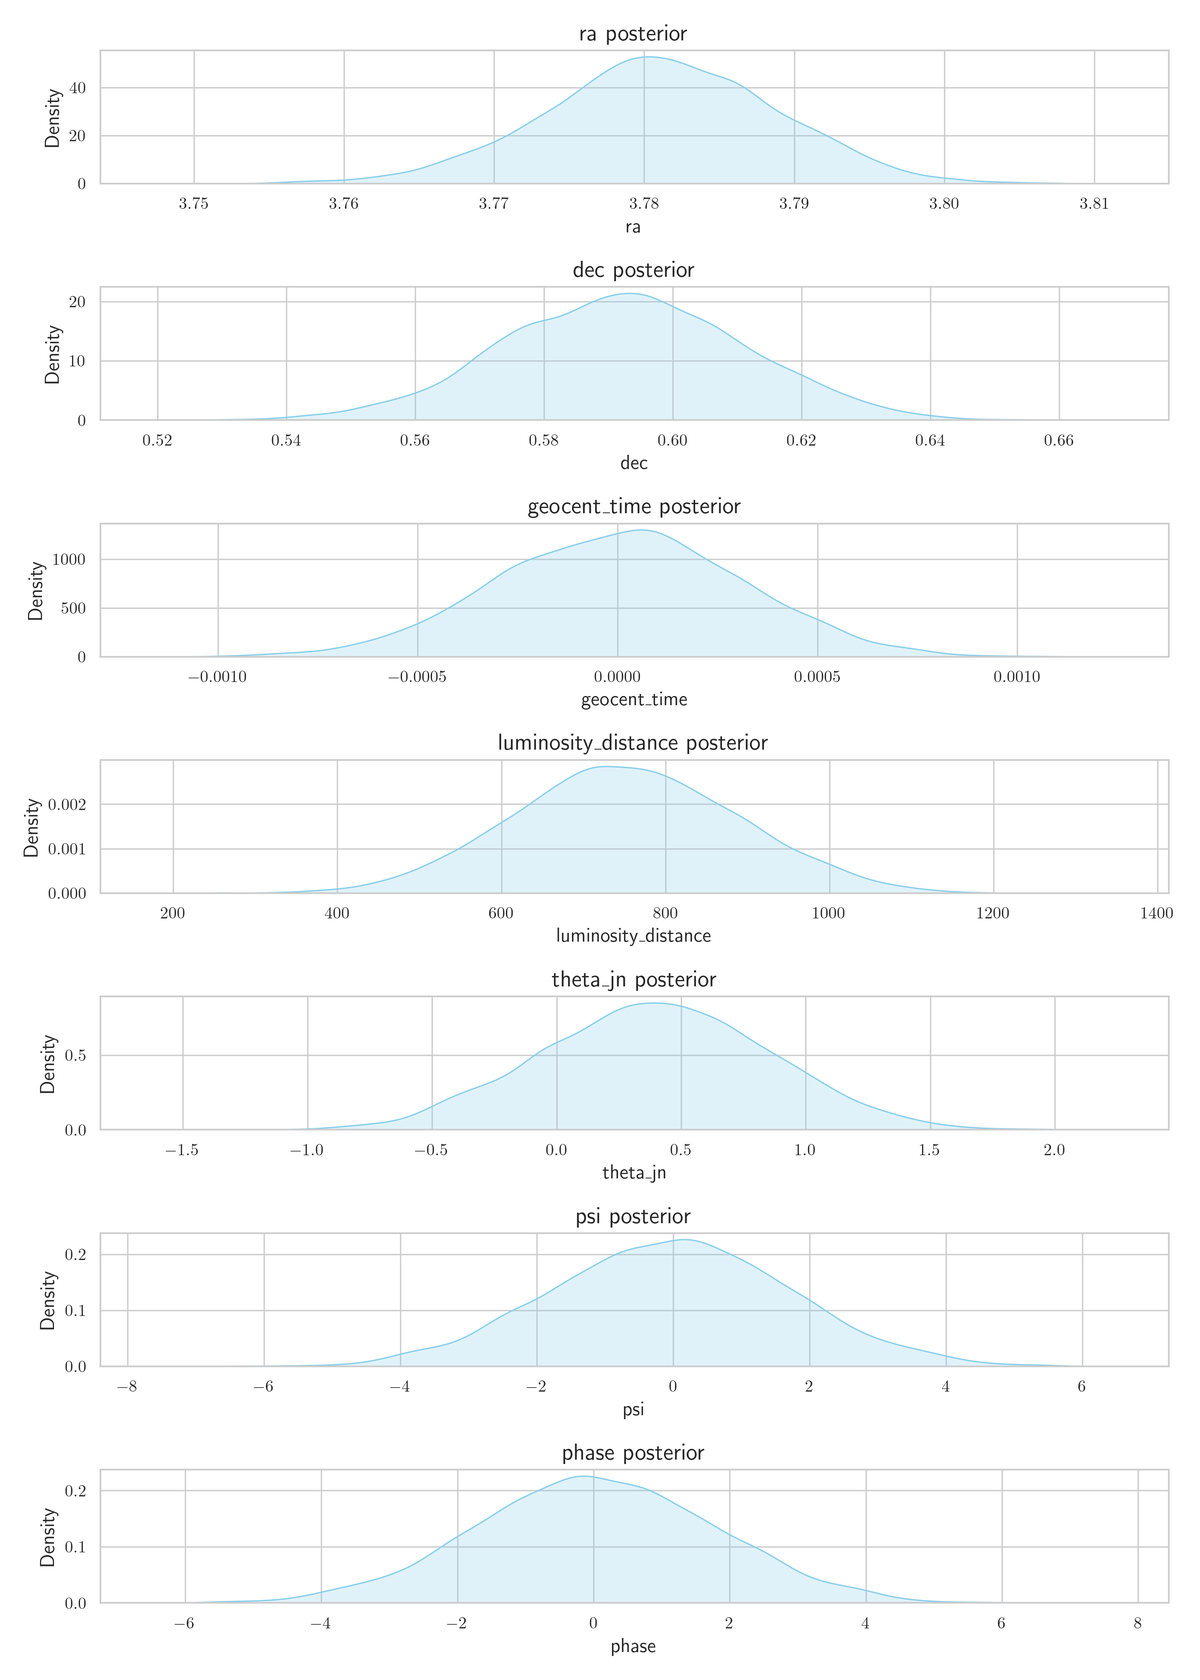 ra posterior
Density
40
20
0
3.75 3.76 3.77 3.78 3.79 3.80 3.81
ra
dec posterior
Density
20
10
0
0.52 0.54 0.56 0.58 0.60 0.62 0.64 0.66
dec
geocent_time posterior
Density
1000
500
0
−0.0010 −0.0005 0.0000 0.0005 0.0010
geocent_time
luminosity_distance posterior
Density
0.002
0.001
0.000
200 400 600 800 1000 1200 1400
luminosity_distance
theta_jn posterior
Density
0.5
0.0
−1.5 −1.0 −0.5 0.0 0.5 1.0 1.5 2.0
theta_jn
psi posterior
Density
0.2
0.1
0.0
−8 −6 −4 −2 0 2 4 6
psi
phase posterior
Density
0.2
0.1
0.0
−6 −4 −2 0 2 4 6 8
phase